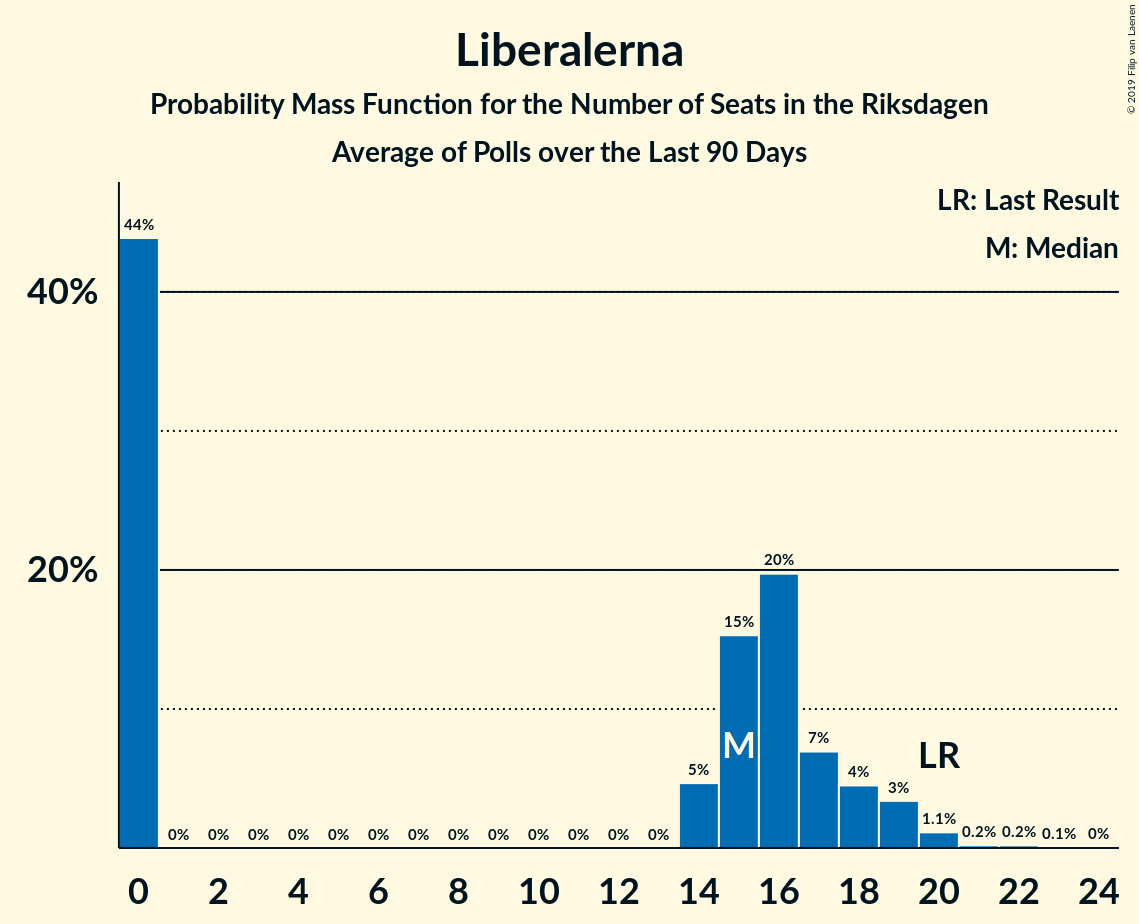 Liberalerna
Probability Mass Function for the Number of Seats in the Riksdagen
Average of Polls over the Last 90 Days
© 2019 Filip van Laenen
LR: Last Result
M: Median
40%
20%
44%
0% 0% 0% 0% 0% 0% 0% 0% 0% 0% 0% 0% 0% 5% 15% 20% 7% 4% 3% 1.1% 0.2% 0.2% 0.1% 0%
M
LR
0 2 4 6 8 10 12 14 16 18 20 22 24